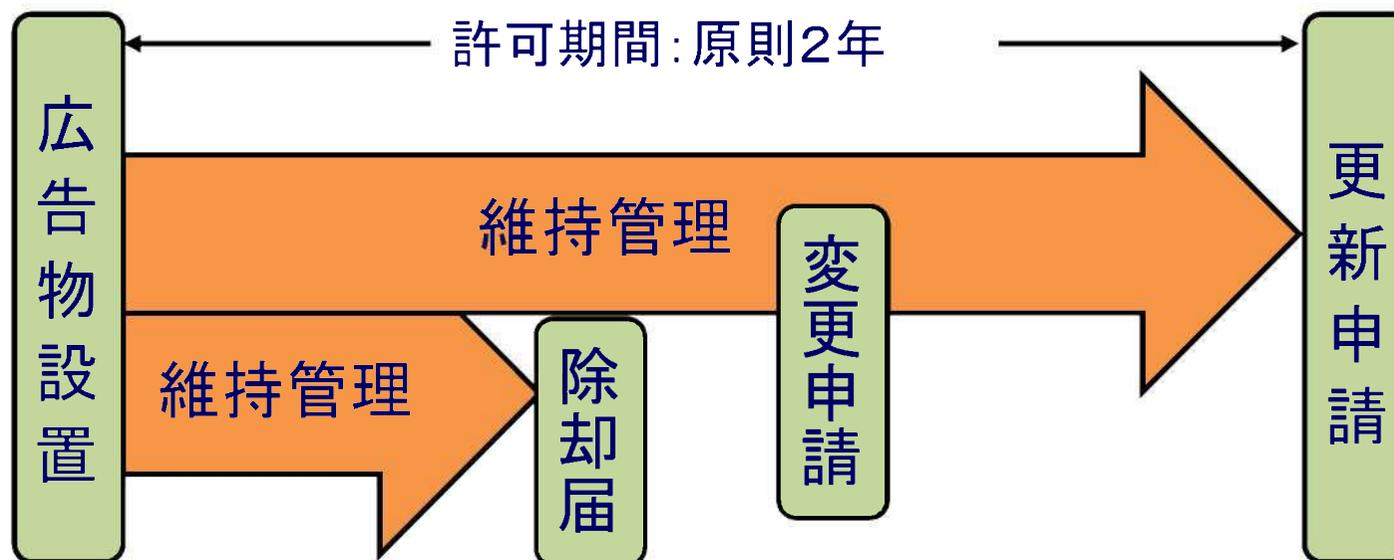 許可期間:原則2年
広告物設置
維持管理
変更申請
更新申請
維持管理
除却届